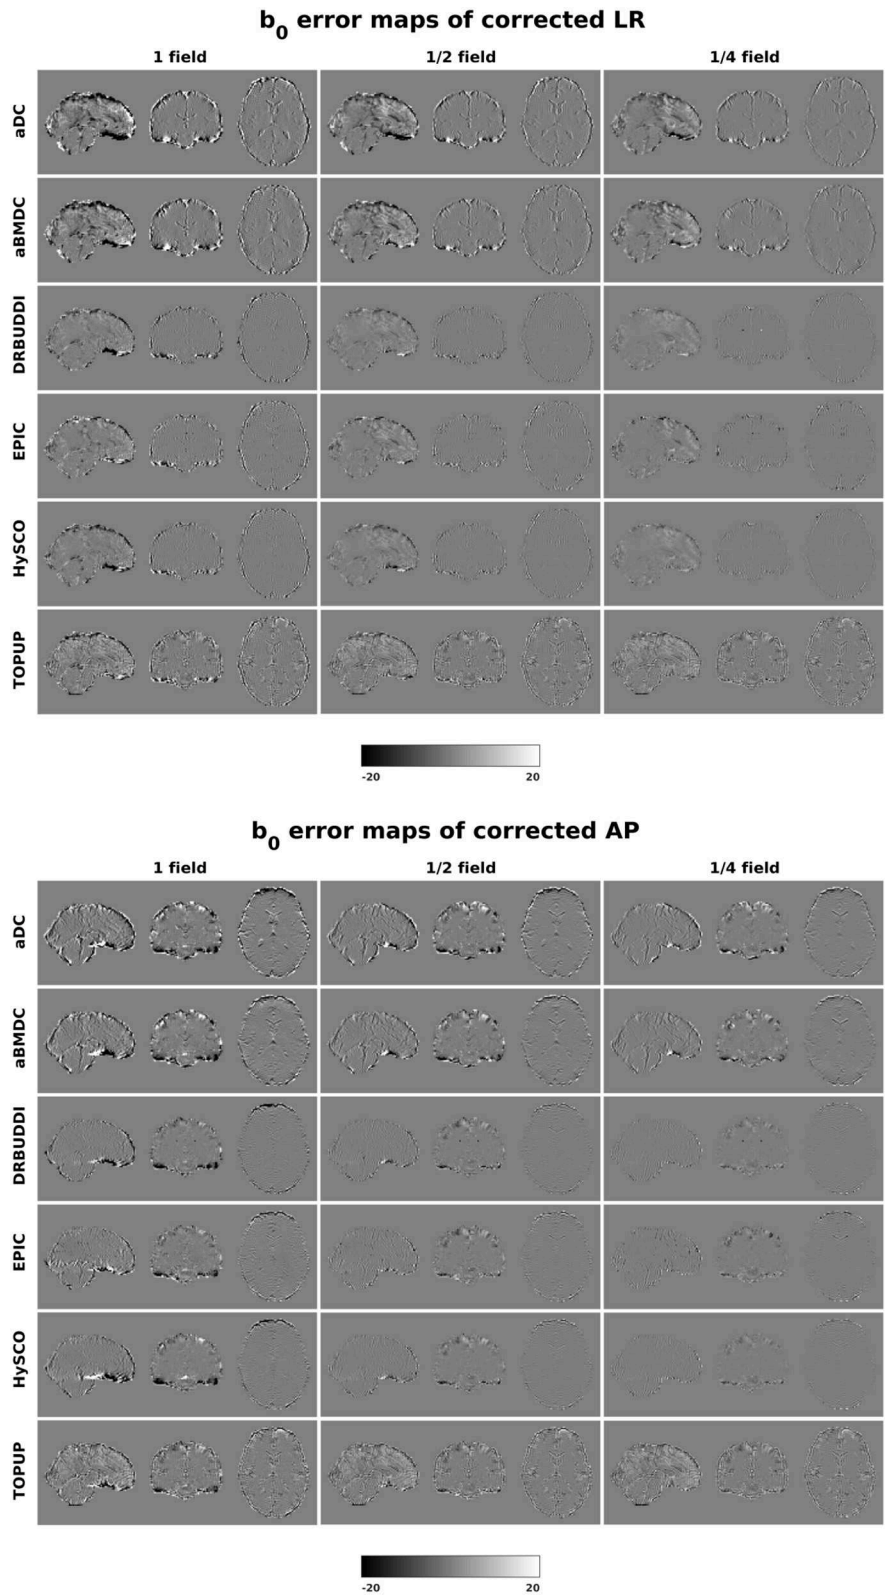 b₀ error maps of corrected LR
1 field 1/2 field 1/4 field
aDC
aBMDC
DRBUDDI
EPIC
HySCO
TOPUP
-20 20
b₀ error maps of corrected AP
1 field 1/2 field 1/4 field
aDC
aBMDC
DRBUDDI
EPIC
HySCO
TOPUP
-20 20